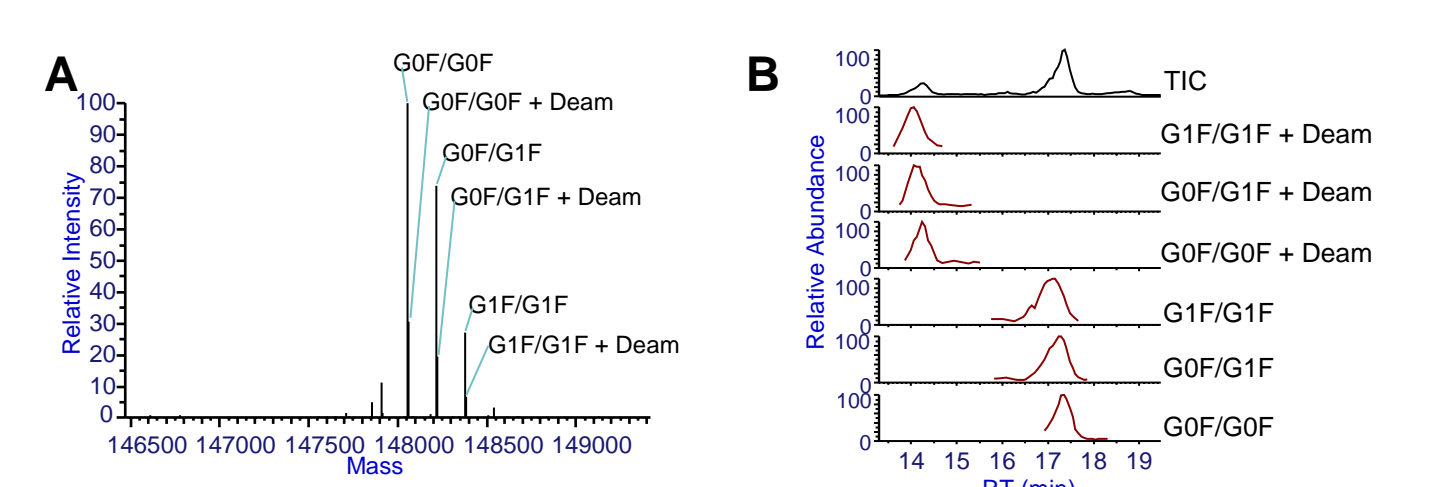 A
G0F/G0F
G0F/G0F + Deam
G0F/G1F
G0F/G1F + Deam
G1F/G1F
G1F/G1F + Deam
100
90
80
70
60
50
40
30
20
10
0
Relative Intensity
146500 147000 147500 148000 148500 149000
Mass
B
Relative Abundance
100
0
TIC
100
0
G1F/G1F + Deam
100
0
G0F/G1F + Deam
100
0
G0F/G0F + Deam
100
0
G1F/G1F
100
0
G0F/G1F
100
0
G0F/G0F
14 15 16 17 18 19
RT (min)